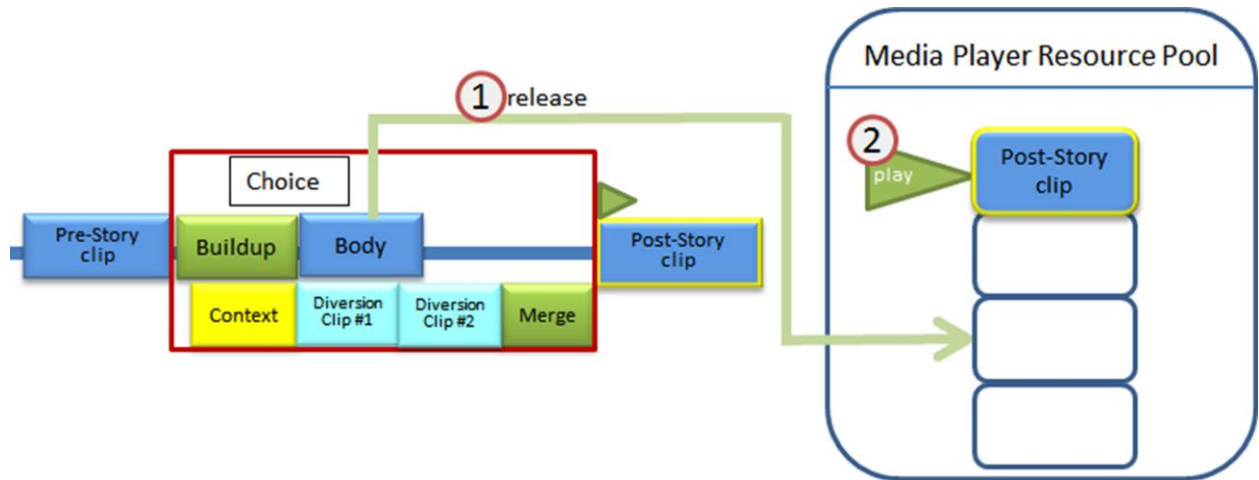 Media Player Resource Pool
1 release
2
play
Post-Story
clip
Choice
Pre-Story
clip
Buildup
Body
Post-Story
clip
Context
Diversion
Clip #1
Diversion
Clip #2
Merge